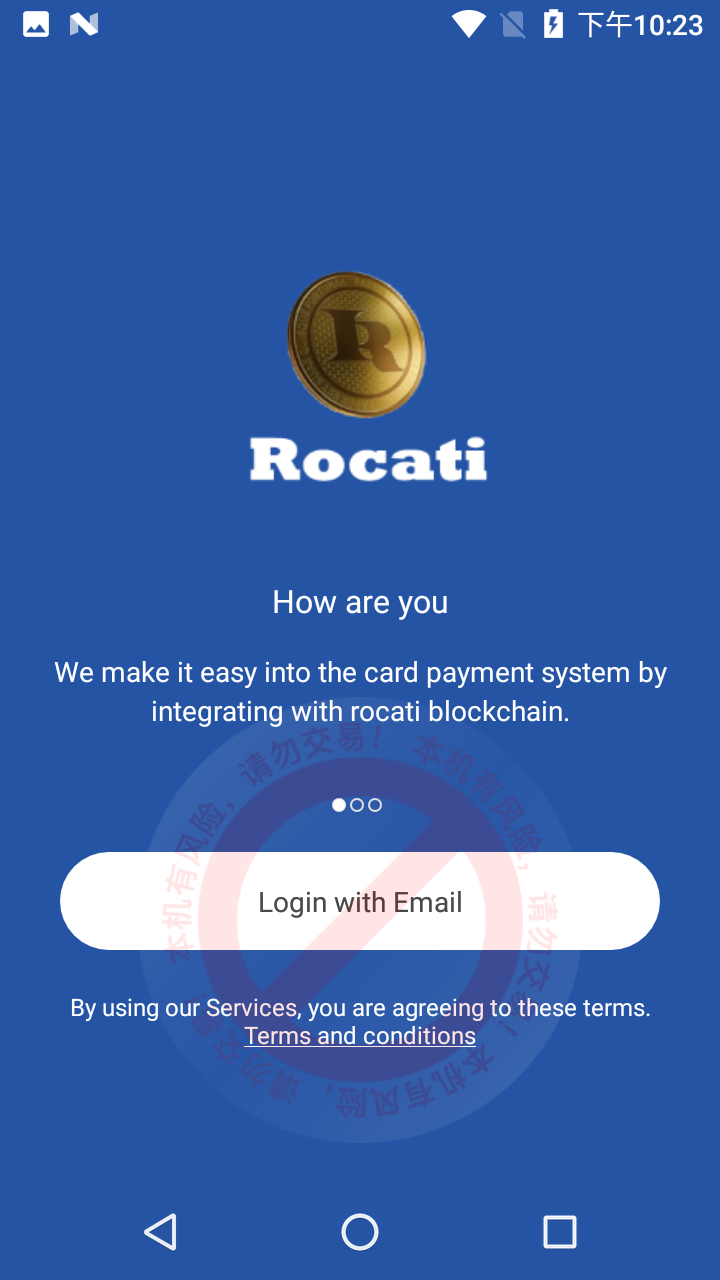 下午10:23
R
Rocati
How are you
We make it easy into the card payment system by
integrating with rocati blockchain.
本机有风险，请勿交易！本机有风险，请勿交易！本机有风险，请勿交易！
Login with Email
By using our Services, you are agreeing to these terms.
Terms and conditions